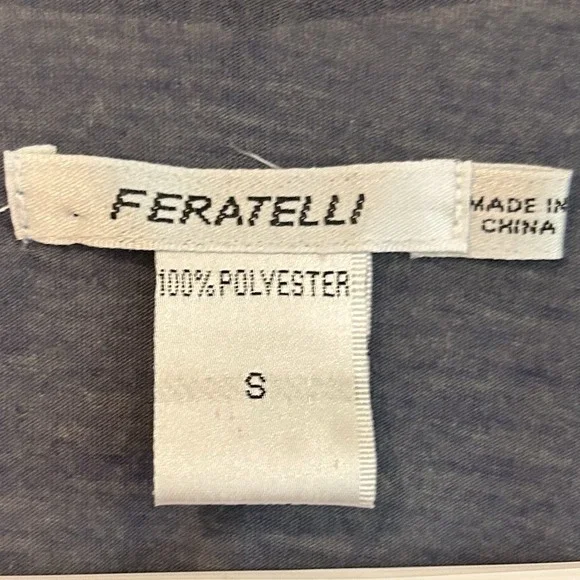 FERATELLI
MADE IN
CHINA
100% POLYESTER
S